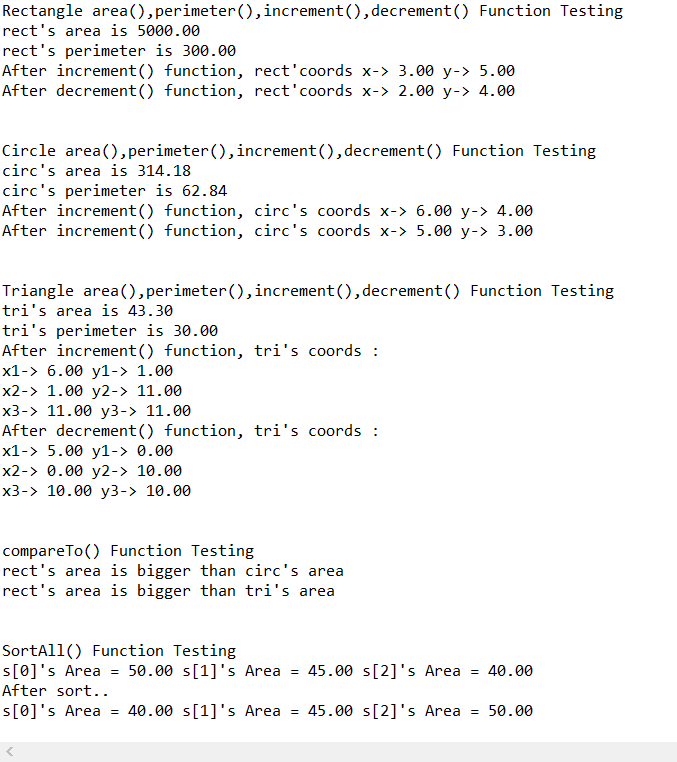 Rectangle area(),perimeter(),increment(),decrement() Function Testing
rect's area is 5000.00
rect's perimeter is 300.00
After increment() function, rect'coords x-> 3.00 y-> 5.00
After decrement() function, rect'coords x-> 2.00 y-> 4.00
Circle area(),perimeter(),increment(),decrement() Function Testing
circ's area is 314.18
circ's perimeter is 62.84
After increment() function, circ's coords x-> 6.00 y-> 4.00
After increment() function, circ's coords x-> 5.00 y-> 3.00
Triangle area(),perimeter(),increment(),decrement() Function Testing
tri's area is 43.30
tri's perimeter is 30.00
After increment() function, tri's coords :
x1-> 6.00 y1-> 1.00
x2-> 1.00 y2-> 11.00
x3-> 11.00 y3-> 11.00
After decrement() function, tri's coords :
x1-> 5.00 y1-> 0.00
x2-> 0.00 y2-> 10.00
x3-> 10.00 y3-> 10.00
compareTo() Function Testing
rect's area is bigger than circ's area
rect's area is bigger than tri's area
SortAll() Function Testing
s[0]'s Area = 50.00 s[1]'s Area = 45.00 s[2]'s Area = 40.00
After sort..
s[0]'s Area = 40.00 s[1]'s Area = 45.00 s[2]'s Area = 50.00